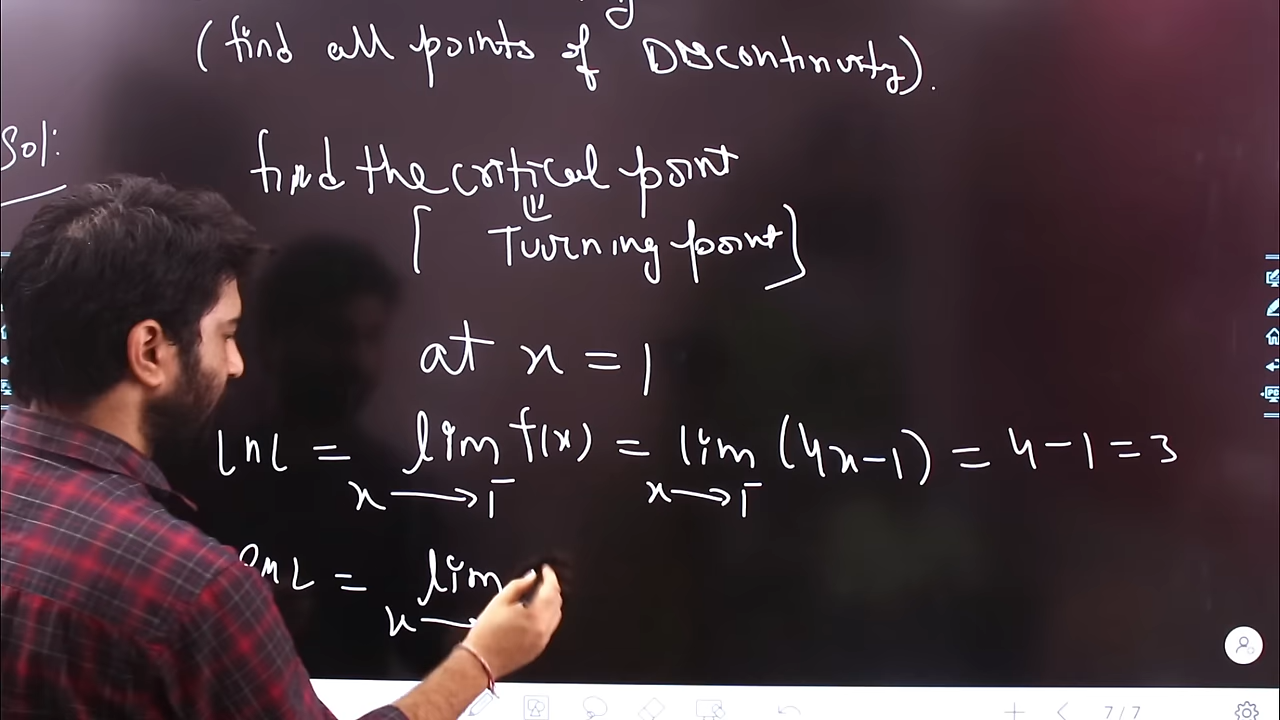 (find all points of Discontinuity).
Sol:
find the critical point
[ Turning point]
at x = 1
LHL = lim f(x) = lim (4x-1) = 4-1=3
x → 1⁻ x → 1⁻
RHL = lim
x →
7/7